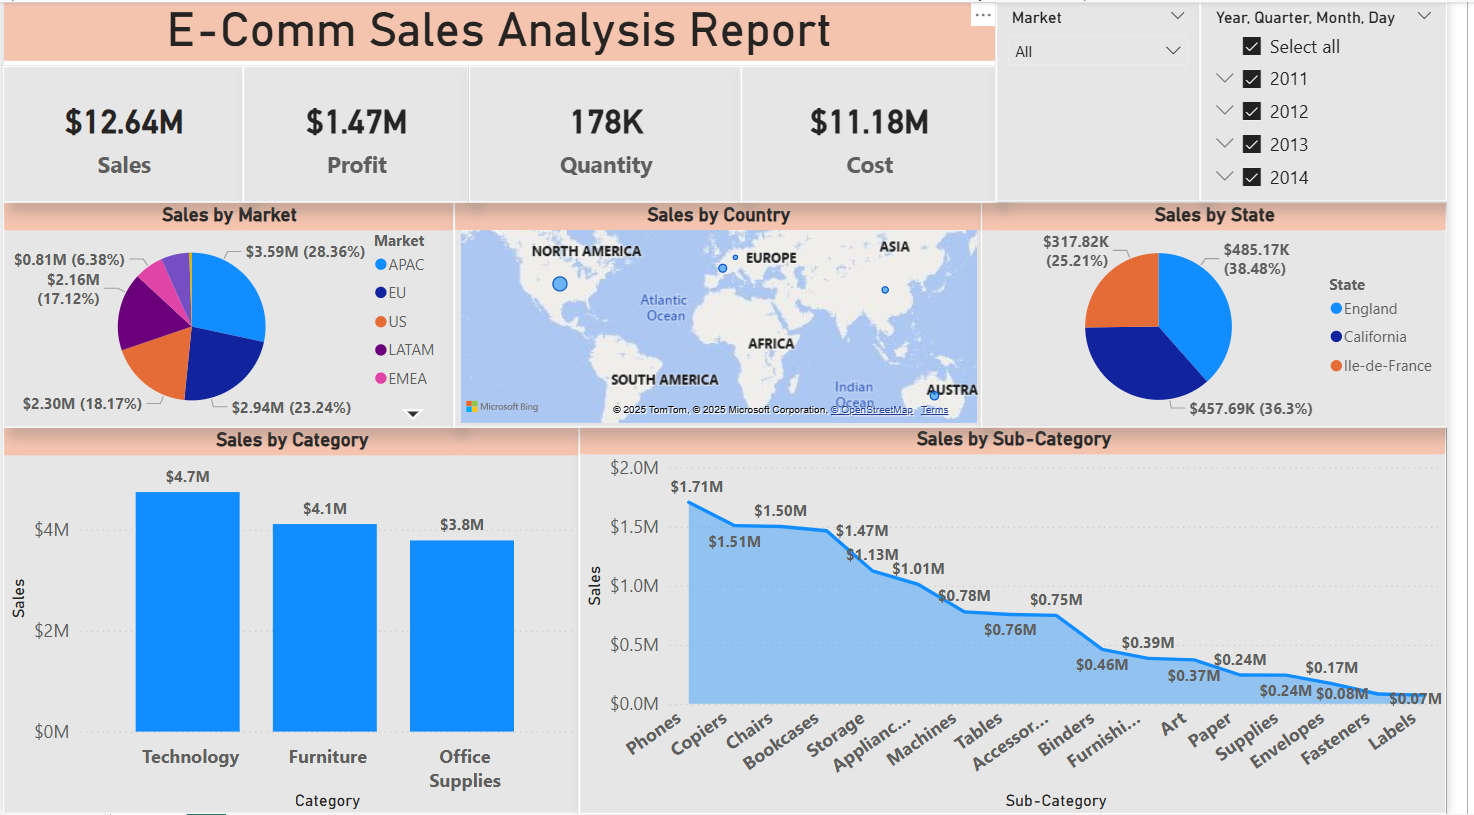 E-Comm Sales Analysis Report
Market
All
Year, Quarter, Month, Day
Select all
2011
2012
2013
2014
$12.64M
Sales
$1.47M
Profit
178K
Quantity
$11.18M
Cost
Sales by Market
$0.81M (6.38%)
$2.16M
(17.12%)
$3.59M (28.36%)
$2.30M (18.17%)
$2.94M (23.24%)
Market
APAC
EU
US
LATAM
EMEA
Sales by Country
NORTH AMERICA
EUROPE
ASIA
Atlantic
Ocean
AFRICA
SOUTH AMERICA
Indian
Ocean
AUSTRA
Microsoft Bing
© 2025 TomTom, © 2025 Microsoft Corporation, © OpenStreetMap Terms
Sales by State
$317.82K
(25.21%)
$485.17K
(38.48%)
$457.69K (36.3%)
State
England
California
Ile-de-France
Sales by Category
$4.7M
$4.1M
$3.8M
$4M
$2M
$0M
Sales
Technology
Furniture
Office
Supplies
Category
Sales by Sub-Category
$2.0M
$1.5M
$1.0M
$0.5M
$0.0M
Sales
$1.71M
$1.51M
$1.50M
$1.47M
$1.13M
$1.01M
$0.78M
$0.76M
$0.75M
$0.46M
$0.39M
$0.37M
$0.24M
$0.24M
$0.17M
$0.08M
$0.07M
Phones
Copiers
Chairs
Bookcases
Storage
Applianc...
Machines
Tables
Accessor...
Binders
Furnishi...
Art
Paper
Supplies
Envelopes
Fasteners
Labels
Sub-Category